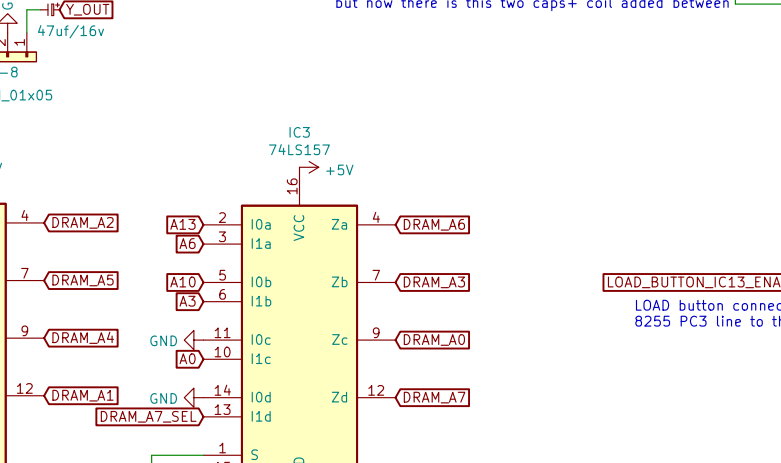 but now there is this two caps+ coil added between
G
Y_OUT
47uf/16v
2
1
-8
_01x05
IC3
74LS157
+5V
16
VCC
4 DRAM_A2
7 DRAM_A5
9 DRAM_A4
12 DRAM_A1
A13 2 I0a Za 4 DRAM_A6
A6 3 I1a
A10 5 I0b Zb 7 DRAM_A3
A3 6 I1b
GND 11 I0c Zc 9 DRAM_A0
A0 10 I1c
GND 14 I0d Zd 12 DRAM_A7
DRAM_A7_SEL 13 I1d
1 S
LOAD_BUTTON_IC13_ENA
LOAD button connec
8255 PC3 line to th